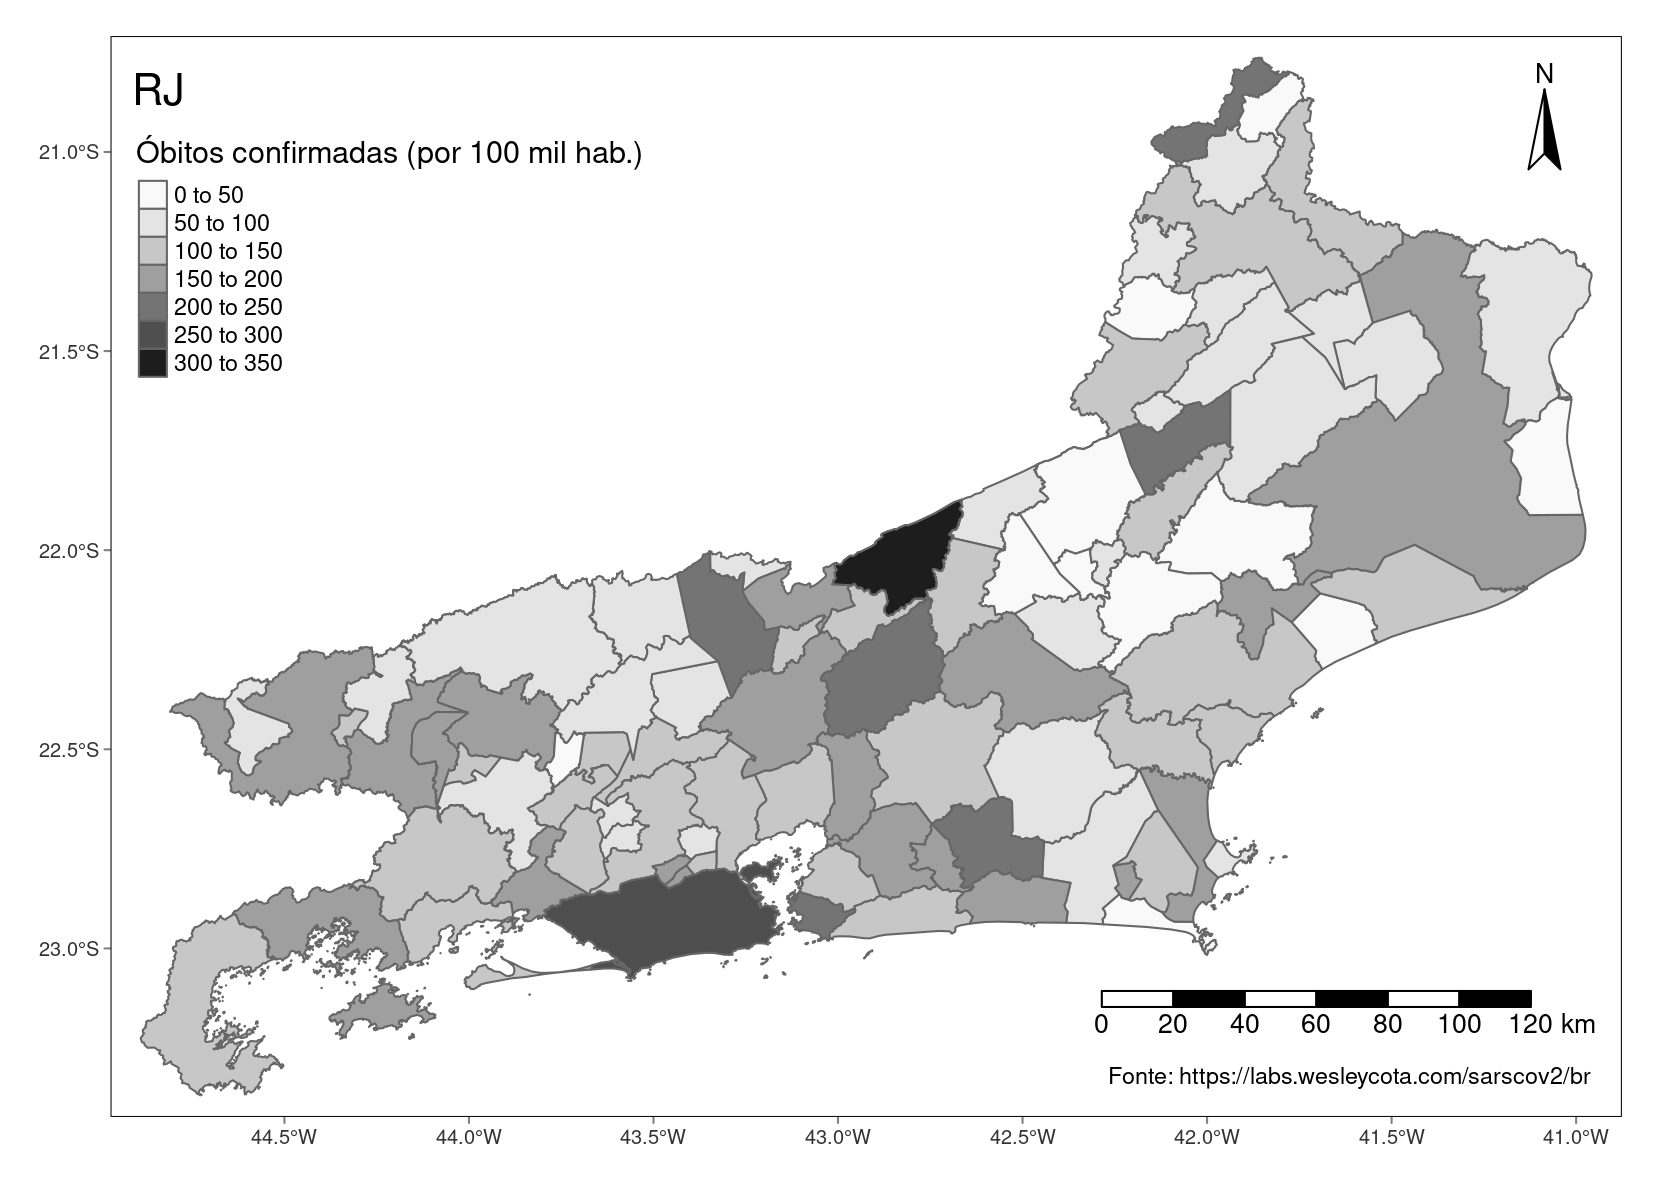 RJ
N
Óbitos confirmadas (por 100 mil hab.)
0 to 50
50 to 100
100 to 150
150 to 200
200 to 250
250 to 300
300 to 350
21.0°S
21.5°S
22.0°S
22.5°S
23.0°S
0 20 40 60 80 100 120 km
Fonte: https://labs.wesleycota.com/sarscov2/br
44.5°W 44.0°W 43.5°W 43.0°W 42.5°W 42.0°W 41.5°W 41.0°W